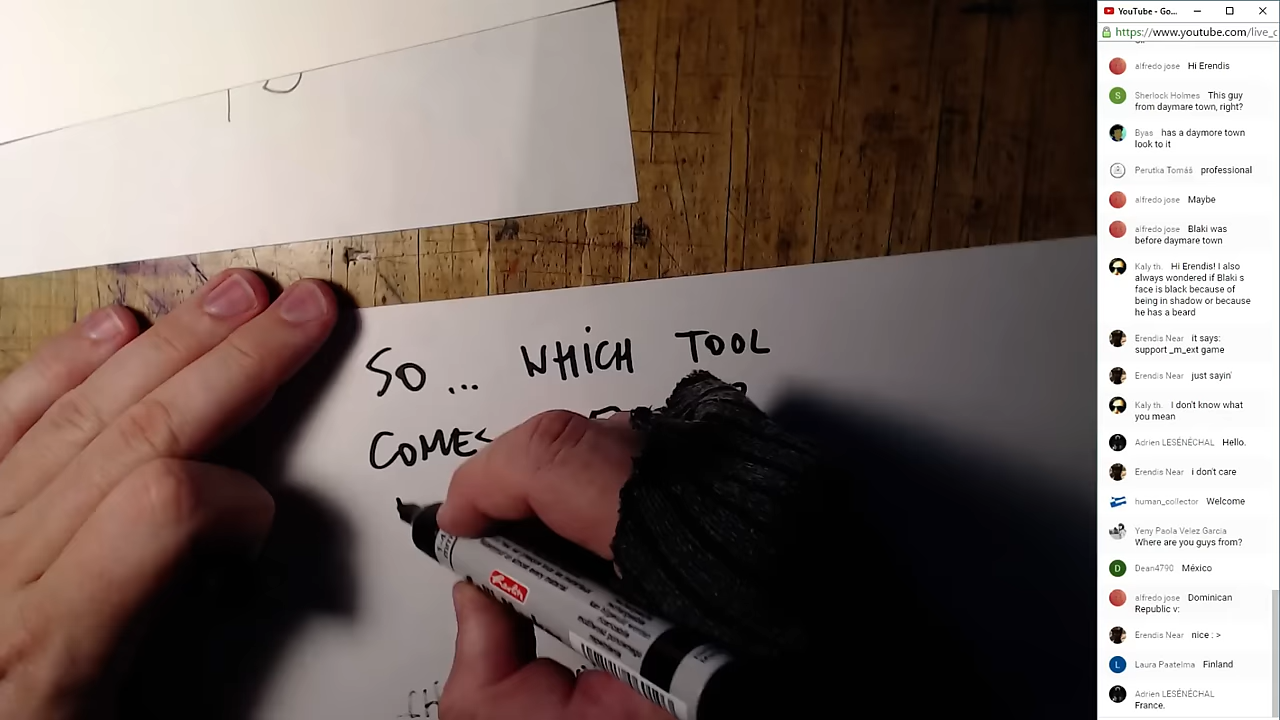 SO... WHICH TOOL
COMES
YouTube - Go...
https://www.youtube.com/live_c
alfredo jose Hi Erendis
Sherlock Holmes This guy
from daymare town, right?
Byas has a daymore town
look to it
Perutka Tomáš professional
alfredo jose Maybe
alfredo jose Blaki was
before daymare town
Kaly th. Hi Erendis! I also
always wondered if Blaki s
face is black because of
being in shadow or because
he has a beard
Erendis Near it says:
support _m_ext game
Erendis Near just sayin'
Kaly th. I don't know what
you mean
Adrien LESÉNÉCHAL Hello.
Erendis Near i don't care
human_collector Welcome
Yeny Paola Velez Garcia
Where are you guys from?
Dean4790 México
alfredo jose Dominican
Republic v:
Erendis Near nice : >
Laura Paatelma Finland
Adrien LESÉNÉCHAL
France.